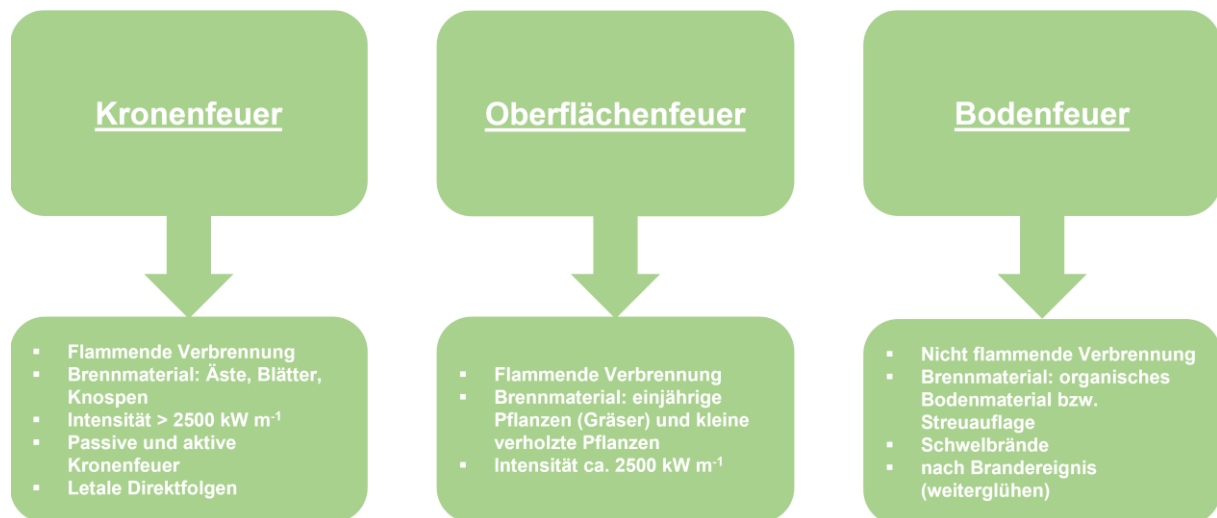 Kronenfeuer
Oberflächenfeuer
Bodenfeuer
▪ Flammende Verbrennung
▪ Brennmaterial: Äste, Blätter,
Knospen
▪ Intensität > 2500 kW m⁻¹
▪ Passive und aktive
Kronenfeuer
▪ Letale Direktfolgen
▪ Flammende Verbrennung
▪ Brennmaterial: einjährige
Pflanzen (Gräser) und kleine
verholzte Pflanzen
▪ Intensität ca. 2500 kW m⁻¹
▪ Nicht flammende Verbrennung
▪ Brennmaterial: organisches
Bodenmaterial bzw.
Streuauflage
▪ Schwelbrände
▪ nach Brandereignis
(weiterglühen)